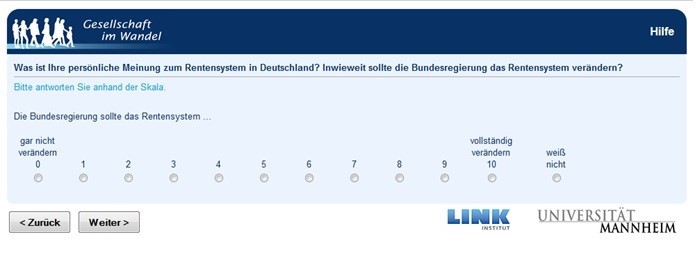 Gesellschaft
im Wandel
Hilfe
Was ist Ihre persönliche Meinung zum Rentensystem in Deutschland? Inwieweit sollte die Bundesregierung das Rentensystem verändern?
Bitte antworten Sie anhand der Skala.
Die Bundesregierung sollte das Rentensystem ...
gar nicht verändern
vollständig verändern
weiß nicht
0 1 2 3 4 5 6 7 8 9 10
< Zurück
Weiter >
LINK
INSTITUT
UNIVERSITÄT
MANNHEIM